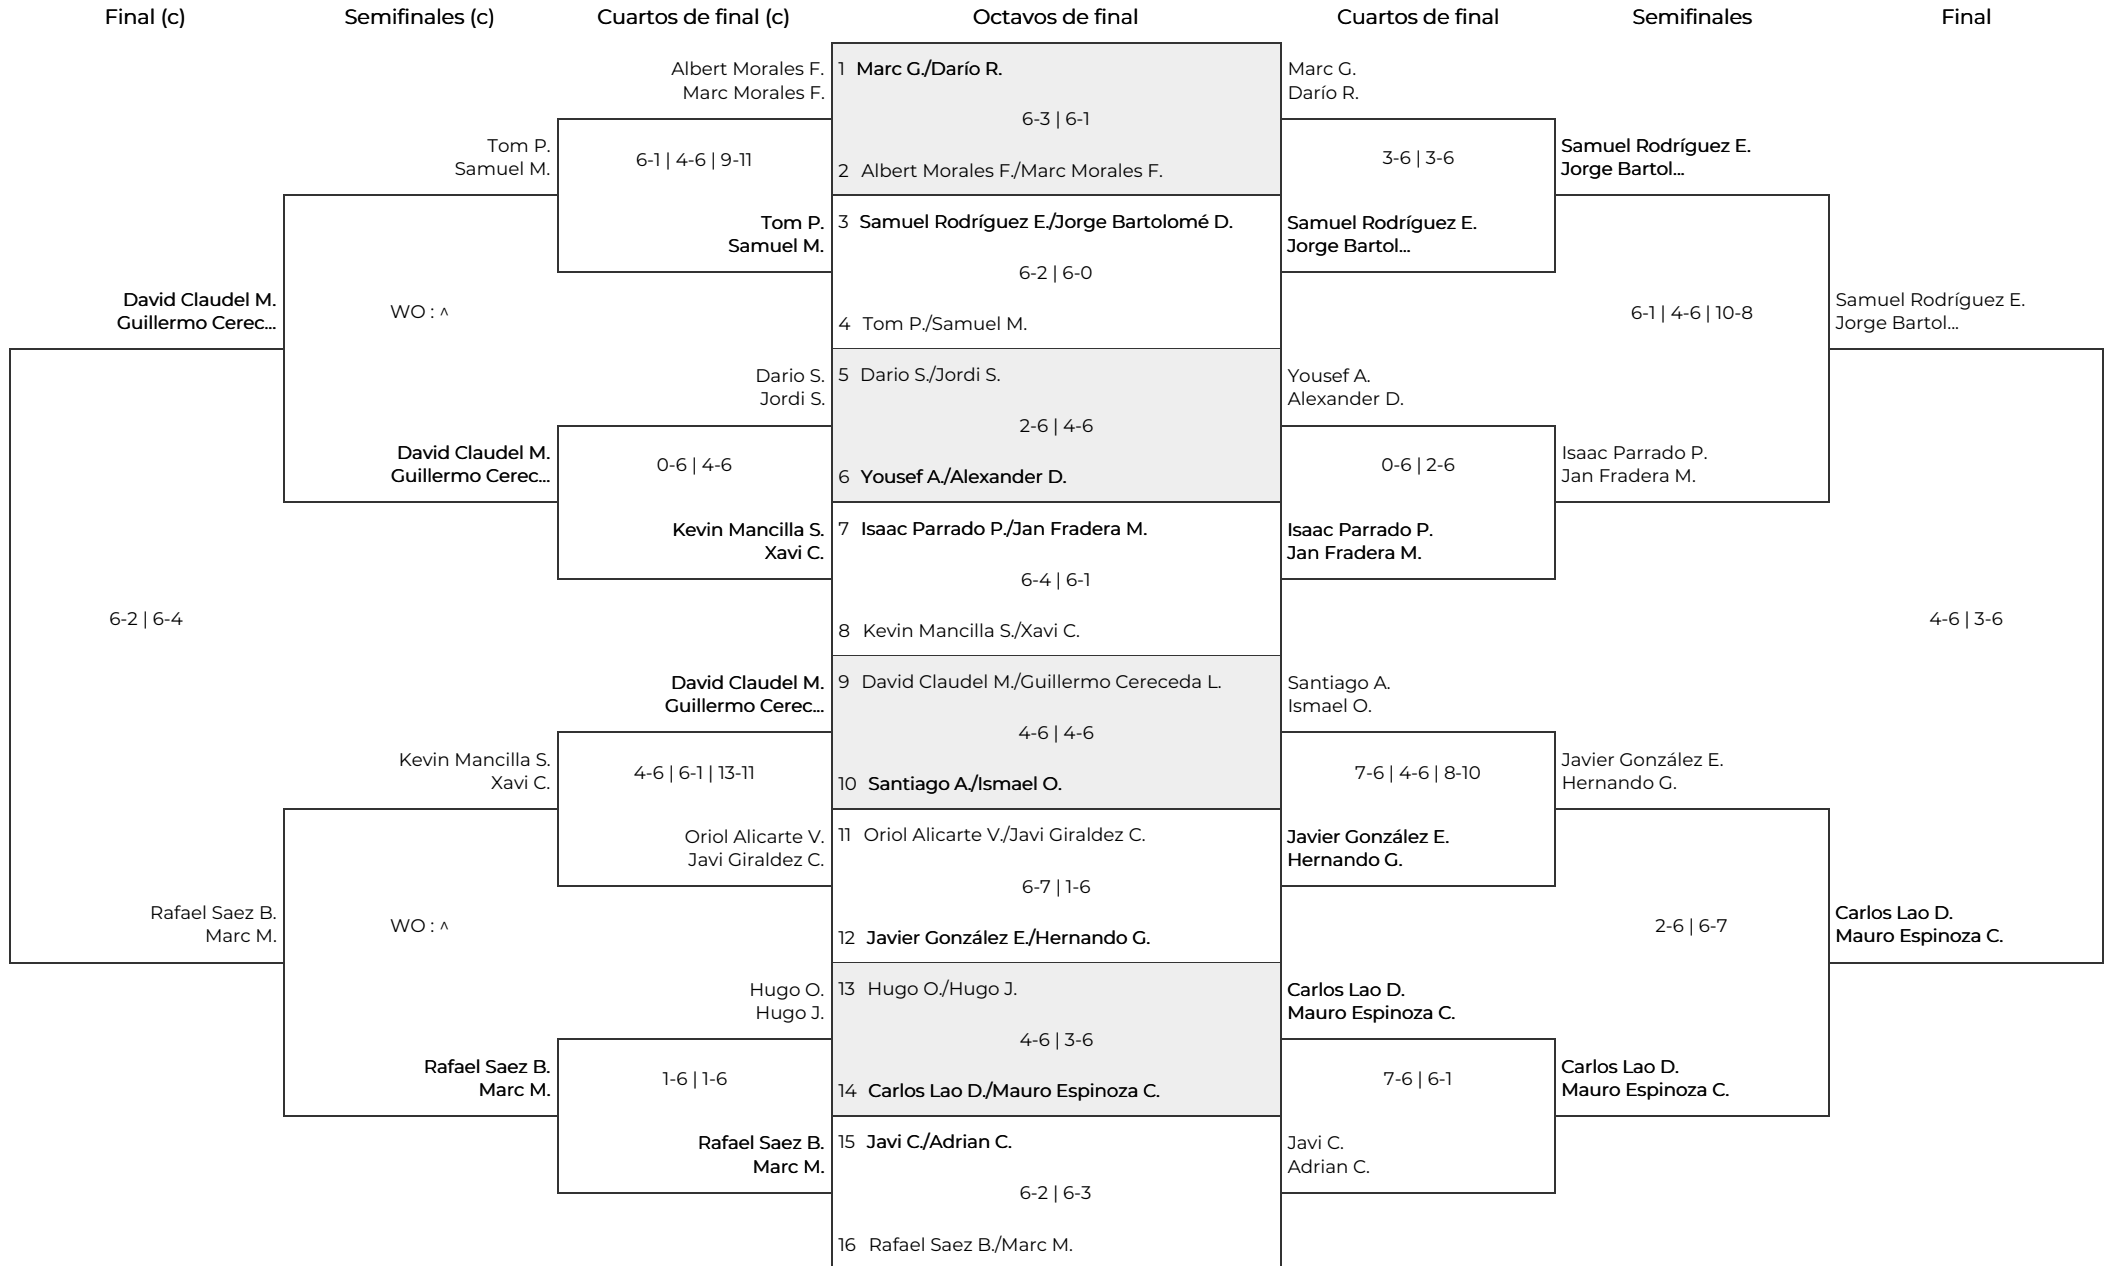 Final (c)
Semifinales (c)
Cuartos de final (c)
Octavos de final
Cuartos de final
Semifinales
Final
David Claudel M.
Guillermo Cerec...
6-2 | 6-4
Rafael Saez B.
Marc M.
Tom P.
Samuel M.
WO : ^
David Claudel M.
Guillermo Cerec...
Kevin Mancilla S.
Xavi C.
WO : ^
Rafael Saez B.
Marc M.
Albert Morales F.
Marc Morales F.
6-1 | 4-6 | 9-11
Tom P.
Samuel M.
Dario S.
Jordi S.
0-6 | 4-6
Kevin Mancilla S.
Xavi C.
David Claudel M.
Guillermo Cerec...
4-6 | 6-1 | 13-11
Oriol Alicarte V.
Javi Giraldez C.
Hugo O.
Hugo J.
1-6 | 1-6
Rafael Saez B.
Marc M.
1 Marc G./Darío R.
6-3 | 6-1
2 Albert Morales F./Marc Morales F.
3 Samuel Rodríguez E./Jorge Bartolomé D.
6-2 | 6-0
4 Tom P./Samuel M.
5 Dario S./Jordi S.
2-6 | 4-6
6 Yousef A./Alexander D.
7 Isaac Parrado P./Jan Fradera M.
6-4 | 6-1
8 Kevin Mancilla S./Xavi C.
9 David Claudel M./Guillermo Cereceda L.
4-6 | 4-6
10 Santiago A./Ismael O.
11 Oriol Alicarte V./Javi Giraldez C.
6-7 | 1-6
12 Javier González E./Hernando G.
13 Hugo O./Hugo J.
4-6 | 3-6
14 Carlos Lao D./Mauro Espinoza C.
15 Javi C./Adrian C.
6-2 | 6-3
16 Rafael Saez B./Marc M.
Marc G.
Darío R.
3-6 | 3-6
Samuel Rodríguez E.
Jorge Bartol...
Yousef A.
Alexander D.
0-6 | 2-6
Isaac Parrado P.
Jan Fradera M.
Santiago A.
Ismael O.
7-6 | 4-6 | 8-10
Javier González E.
Hernando G.
Carlos Lao D.
Mauro Espinoza C.
7-6 | 6-1
Javi C.
Adrian C.
Samuel Rodríguez E.
Jorge Bartol...
6-1 | 4-6 | 10-8
Isaac Parrado P.
Jan Fradera M.
Javier González E.
Hernando G.
2-6 | 6-7
Carlos Lao D.
Mauro Espinoza C.
Samuel Rodríguez E.
Jorge Bartol...
4-6 | 3-6
Carlos Lao D.
Mauro Espinoza C.